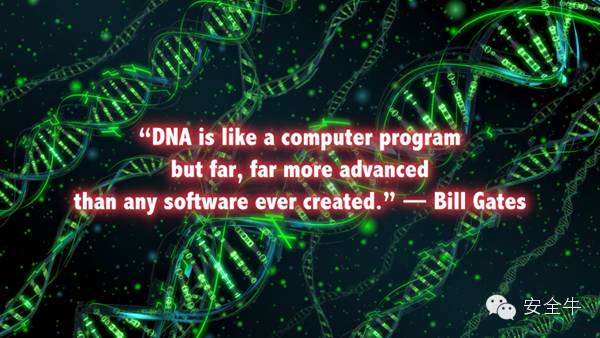 “DNA is like a computer program
but far, far more advanced
than any software ever created.” — Bill Gates
安全牛